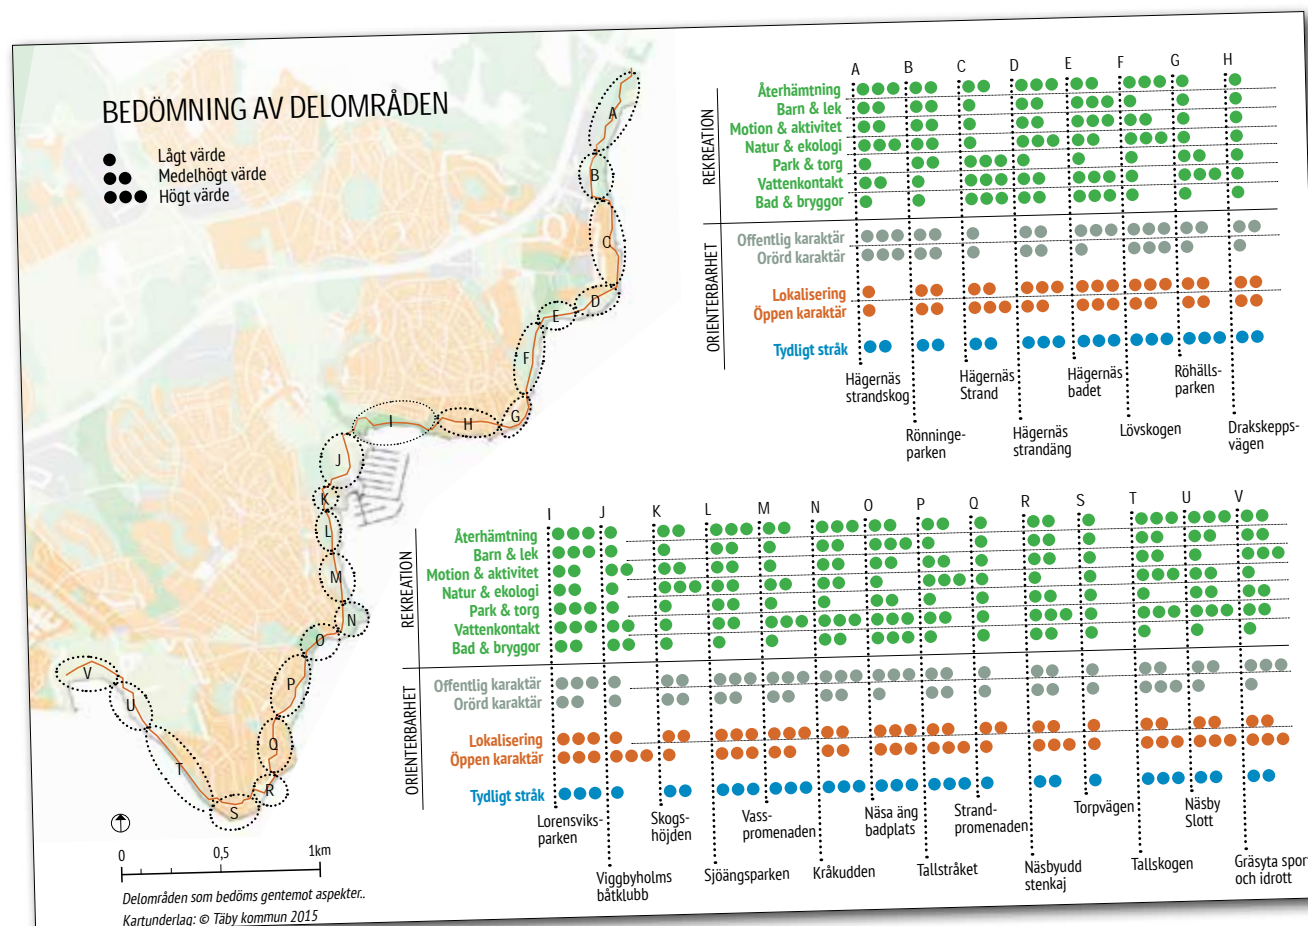 BEDÖMNING AV DELOMRÅDEN
Lågt värde
Medelhögt värde
Högt värde
A
B
C
D
E
F
G
H
I
J
K
L
M
N
O
P
Q
R
S
T
U
V
0
0,5
1km
Delområden som bedöms gentemot aspekter..
Kartunderlag: © Täby kommun 2015
A B C D E F G H
REKREATION
Återhämtning
Barn & lek
Motion & aktivitet
Natur & ekologi
Park & torg
Vattenkontakt
Bad & bryggor
ORIENTERBARHET
Offentlig karaktär
Orörd karaktär
Lokalisering
Öppen karaktär
Tydligt stråk
Hägernäs
strandskog
Rönninge-
parken
Hägernäs
Strand
Hägernäs
strandäng
Hägernäs
badet
Lövskogen
Röhälls-
parken
Drakskepps-
vägen
I J K L M N O P Q R S T U V
REKREATION
Återhämtning
Barn & lek
Motion & aktivitet
Natur & ekologi
Park & torg
Vattenkontakt
Bad & bryggor
ORIENTERBARHET
Offentlig karaktär
Orörd karaktär
Lokalisering
Öppen karaktär
Tydligt stråk
Lorensviks-
parken
Viggbyholms
båtklubb
Skogs-
höjden
Sjöängsparken
Vass-
promenaden
Kråkudden
Näsa äng
badplats
Tallstråket
Strand-
promenaden
Näsbyudd
stenkaj
Torpvägen
Tallskogen
Näsby
Slott
Gräsyta spor
och idrott